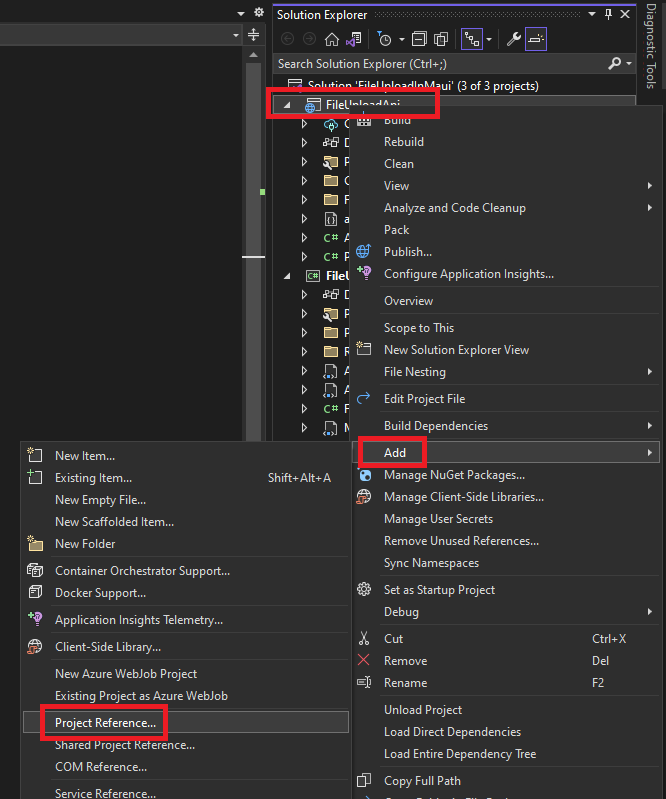 Solution Explorer
Diagnostic Tools
Search Solution Explorer (Ctrl+;)
Solution 'FileUploadInMaui' (3 of 3 projects)
FileUploadApi
Build
Rebuild
Clean
View
Analyze and Code Cleanup
Pack
Publish...
Configure Application Insights...
Overview
Scope to This
New Solution Explorer View
File Nesting
Edit Project File
Build Dependencies
Add
Manage NuGet Packages...
Manage Client-Side Libraries...
Manage User Secrets
Remove Unused References...
Sync Namespaces
Set as Startup Project
Debug
Cut Ctrl+X
Remove Del
Rename F2
Unload Project
Load Direct Dependencies
Load Entire Dependency Tree
Copy Full Path
New Item...
Existing Item... Shift+Alt+A
New Empty File...
New Scaffolded Item...
New Folder
Container Orchestrator Support...
Docker Support...
Application Insights Telemetry...
Client-Side Library...
New Azure WebJob Project
Existing Project as Azure WebJob
Project Reference...
Shared Project Reference...
COM Reference...
Service Reference...